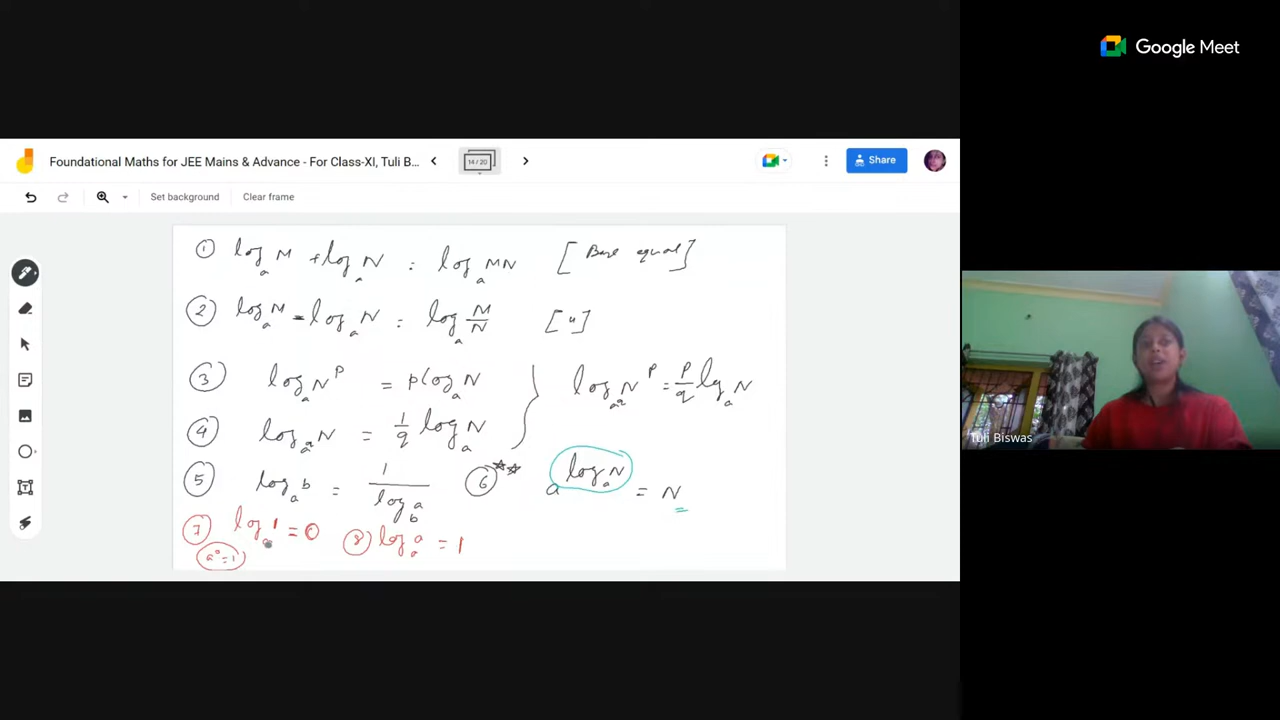 Google Meet
Foundational Maths for JEE Mains & Advance - For Class-XI, Tuli B...
14 / 20
Share
Set background
Clear frame
① log_a M + log_a N = log_a MN [Base equal]
② log_a M - log_a N = log_a M/N [″]
③ log_a N^p = p log_a N } log_{a^q} N^p = p/q log_a N
④ log_{a^q} N = 1/q log_a N
⑤ log_a b = 1/log_b a ⑥** a^{log_a N} = N
⑦ log_a 1 = 0 ⑧ log_a a = 1
a^0 = 1
Tuli Biswas